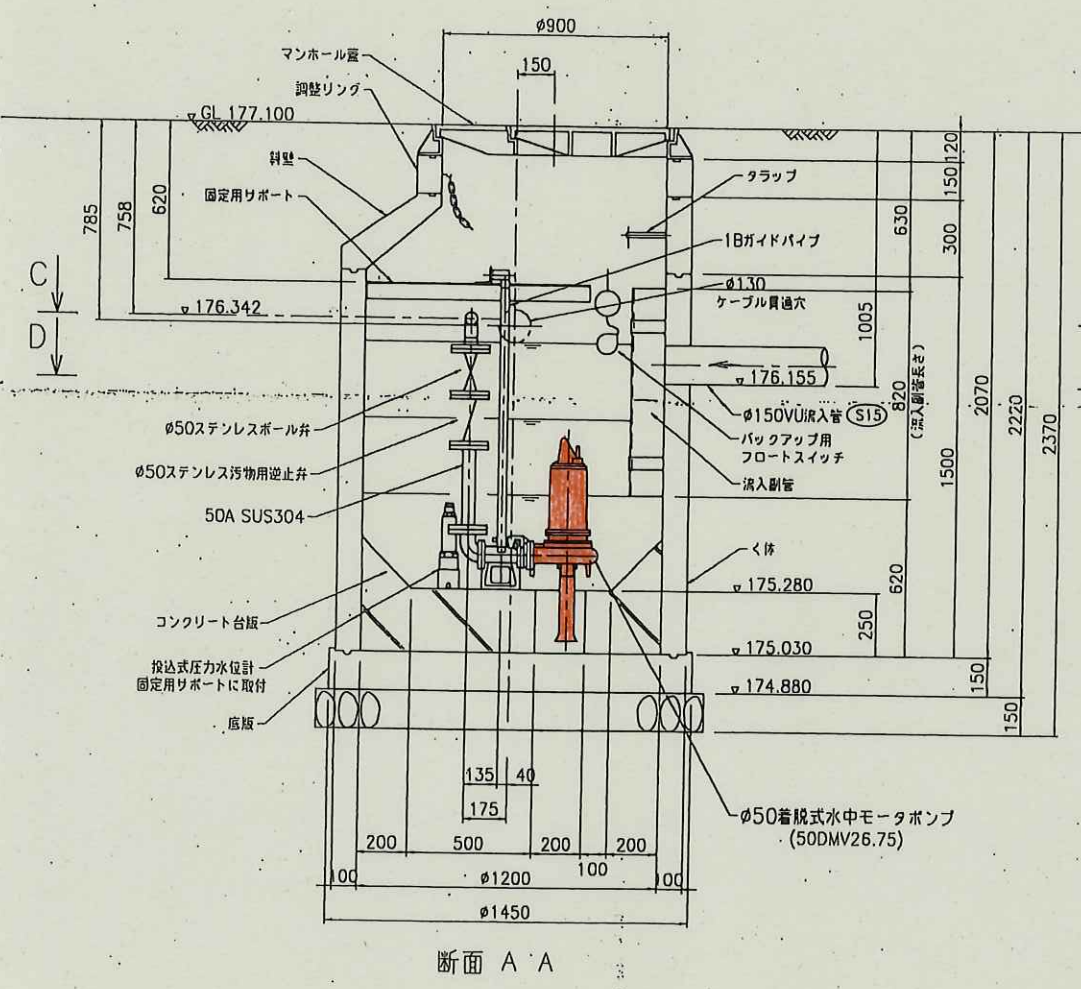 ø900
マンホール蓋
150
調整リング
GL 177.100
斜壁
固定用サポート
785
758
620
タラップ
1Bガイドパイプ
ø130
ケーブル貫通穴
120
150
630
300
1005
C
D
176.342
176.155
ø150VU流入管 S15
バックアップ用
フロートスイッチ
流入副管
820
(流入副管長さ)
1500
2070
2220
2370
ø50ステンレスボール弁
ø50ステンレス汚物用逆止弁
50A SUS304
く体
175.280
620
250
コンクリート台版
175.030
150
投込式圧力水位計
固定用サポートに取付
174.880
150
底版
135
40
175
ø50着脱式水中モータポンプ
(50DMV26.75)
200
500
200
100
200
100
ø1200
100
ø1450
断面 A A